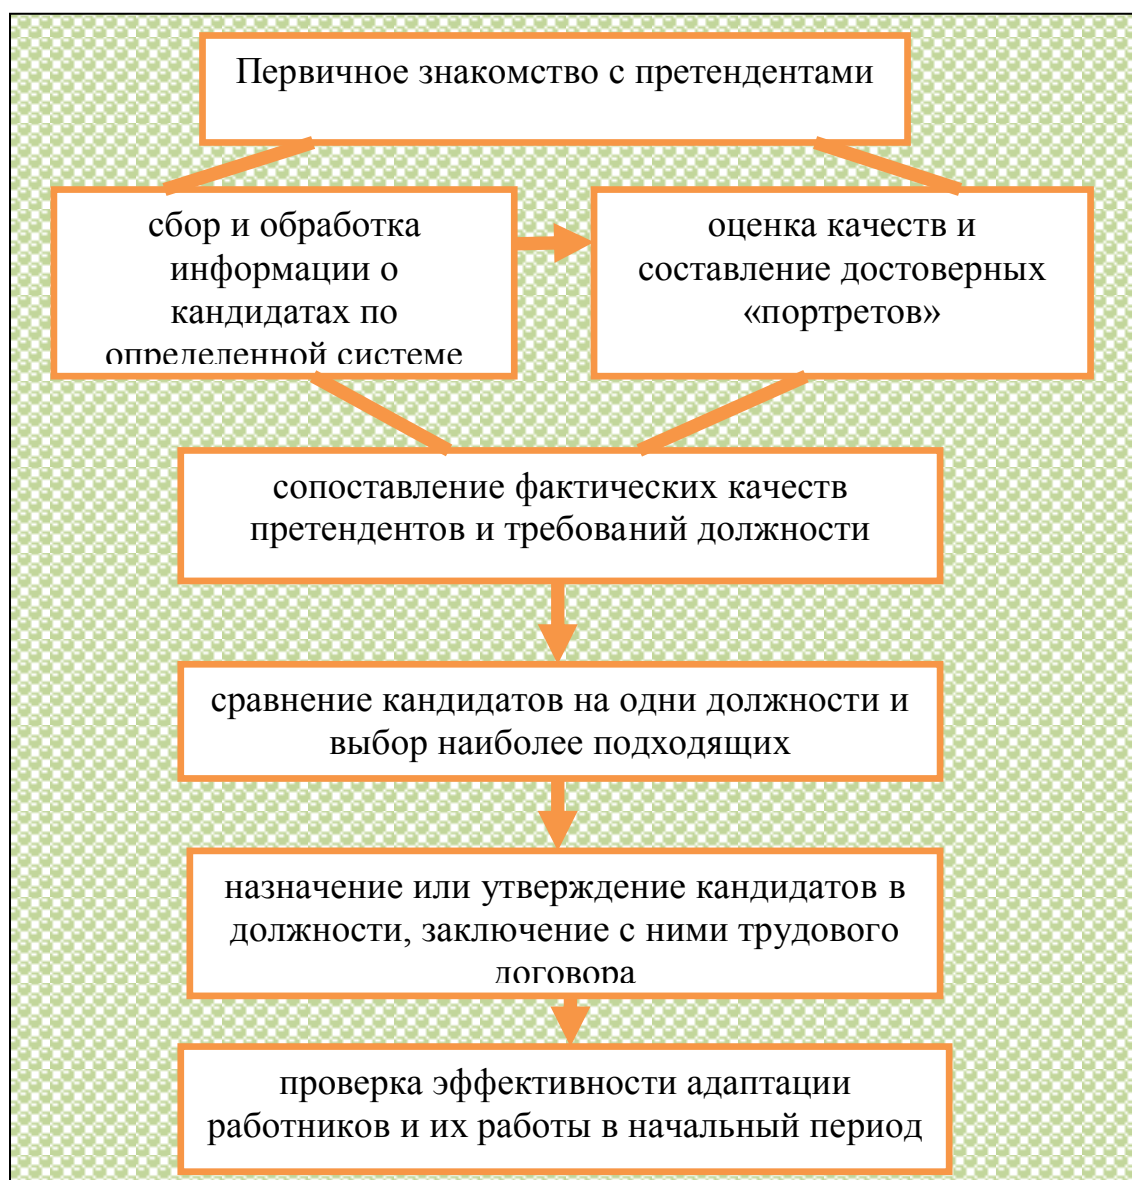 Первичное знакомство с претендентами
сбор и обработка
информации о
кандидатах по
определенной системе
оценка качеств и
составление достоверных
«портретов»
сопоставление фактических качеств
претендентов и требований должности
сравнение кандидатов на одни должности и
выбор наиболее подходящих
назначение или утверждение кандидатов в
должности, заключение с ними трудового
договора
проверка эффективности адаптации
работников и их работы в начальный период